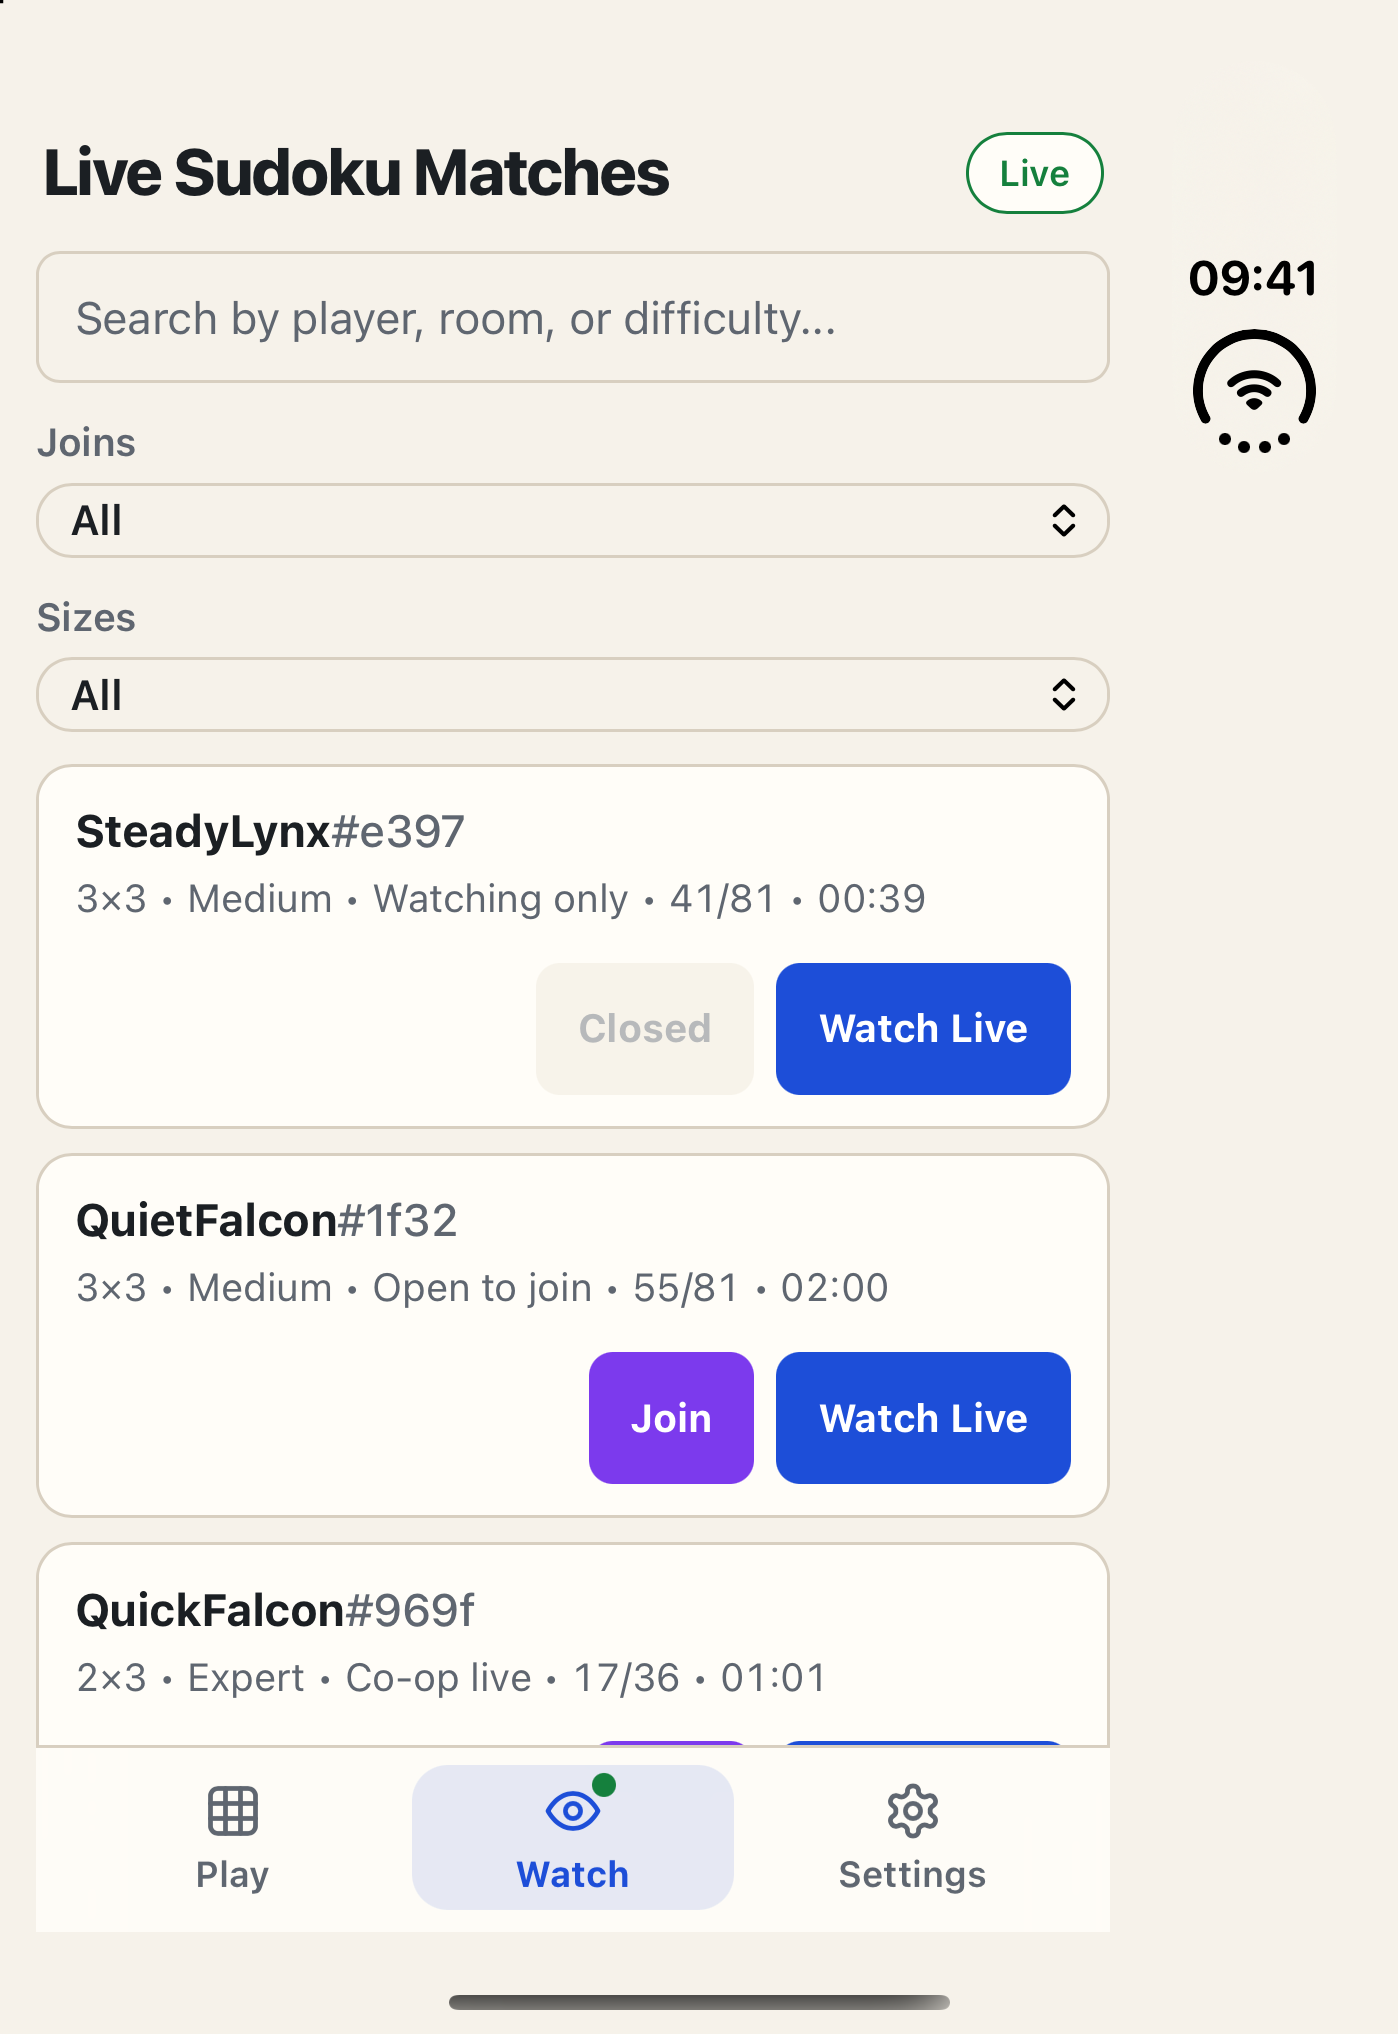 Live Sudoku Matches
Live
09:41
Search by player, room, or difficulty...
Joins
All
Sizes
All
SteadyLynx#e397
3×3 • Medium • Watching only • 41/81 • 00:39
Closed
Watch Live
QuietFalcon#1f32
3×3 • Medium • Open to join • 55/81 • 02:00
Join
Watch Live
QuickFalcon#969f
2×3 • Expert • Co-op live • 17/36 • 01:01
Play
Watch
Settings